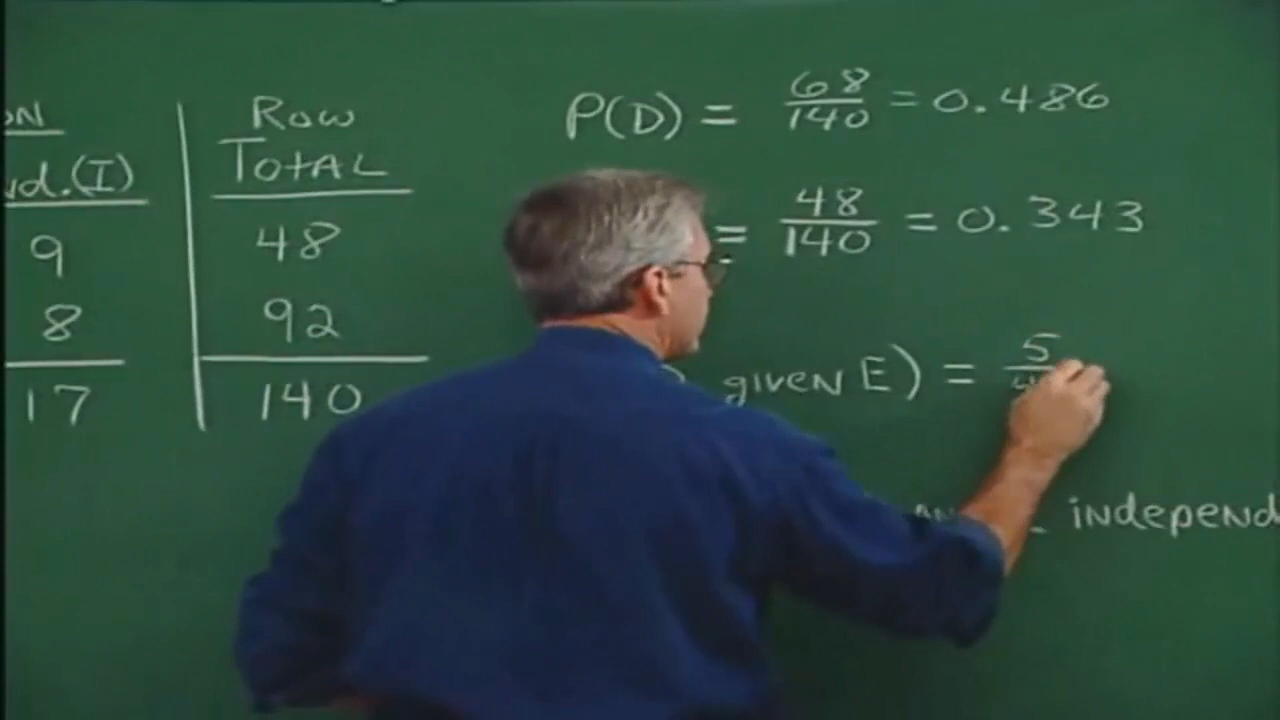 ON
nd.(I)
9
8
17
Row
TOTAL
48
92
140
P(D) = 68/140 = 0.486
= 48/140 = 0.343
given E) = 5/4
independ